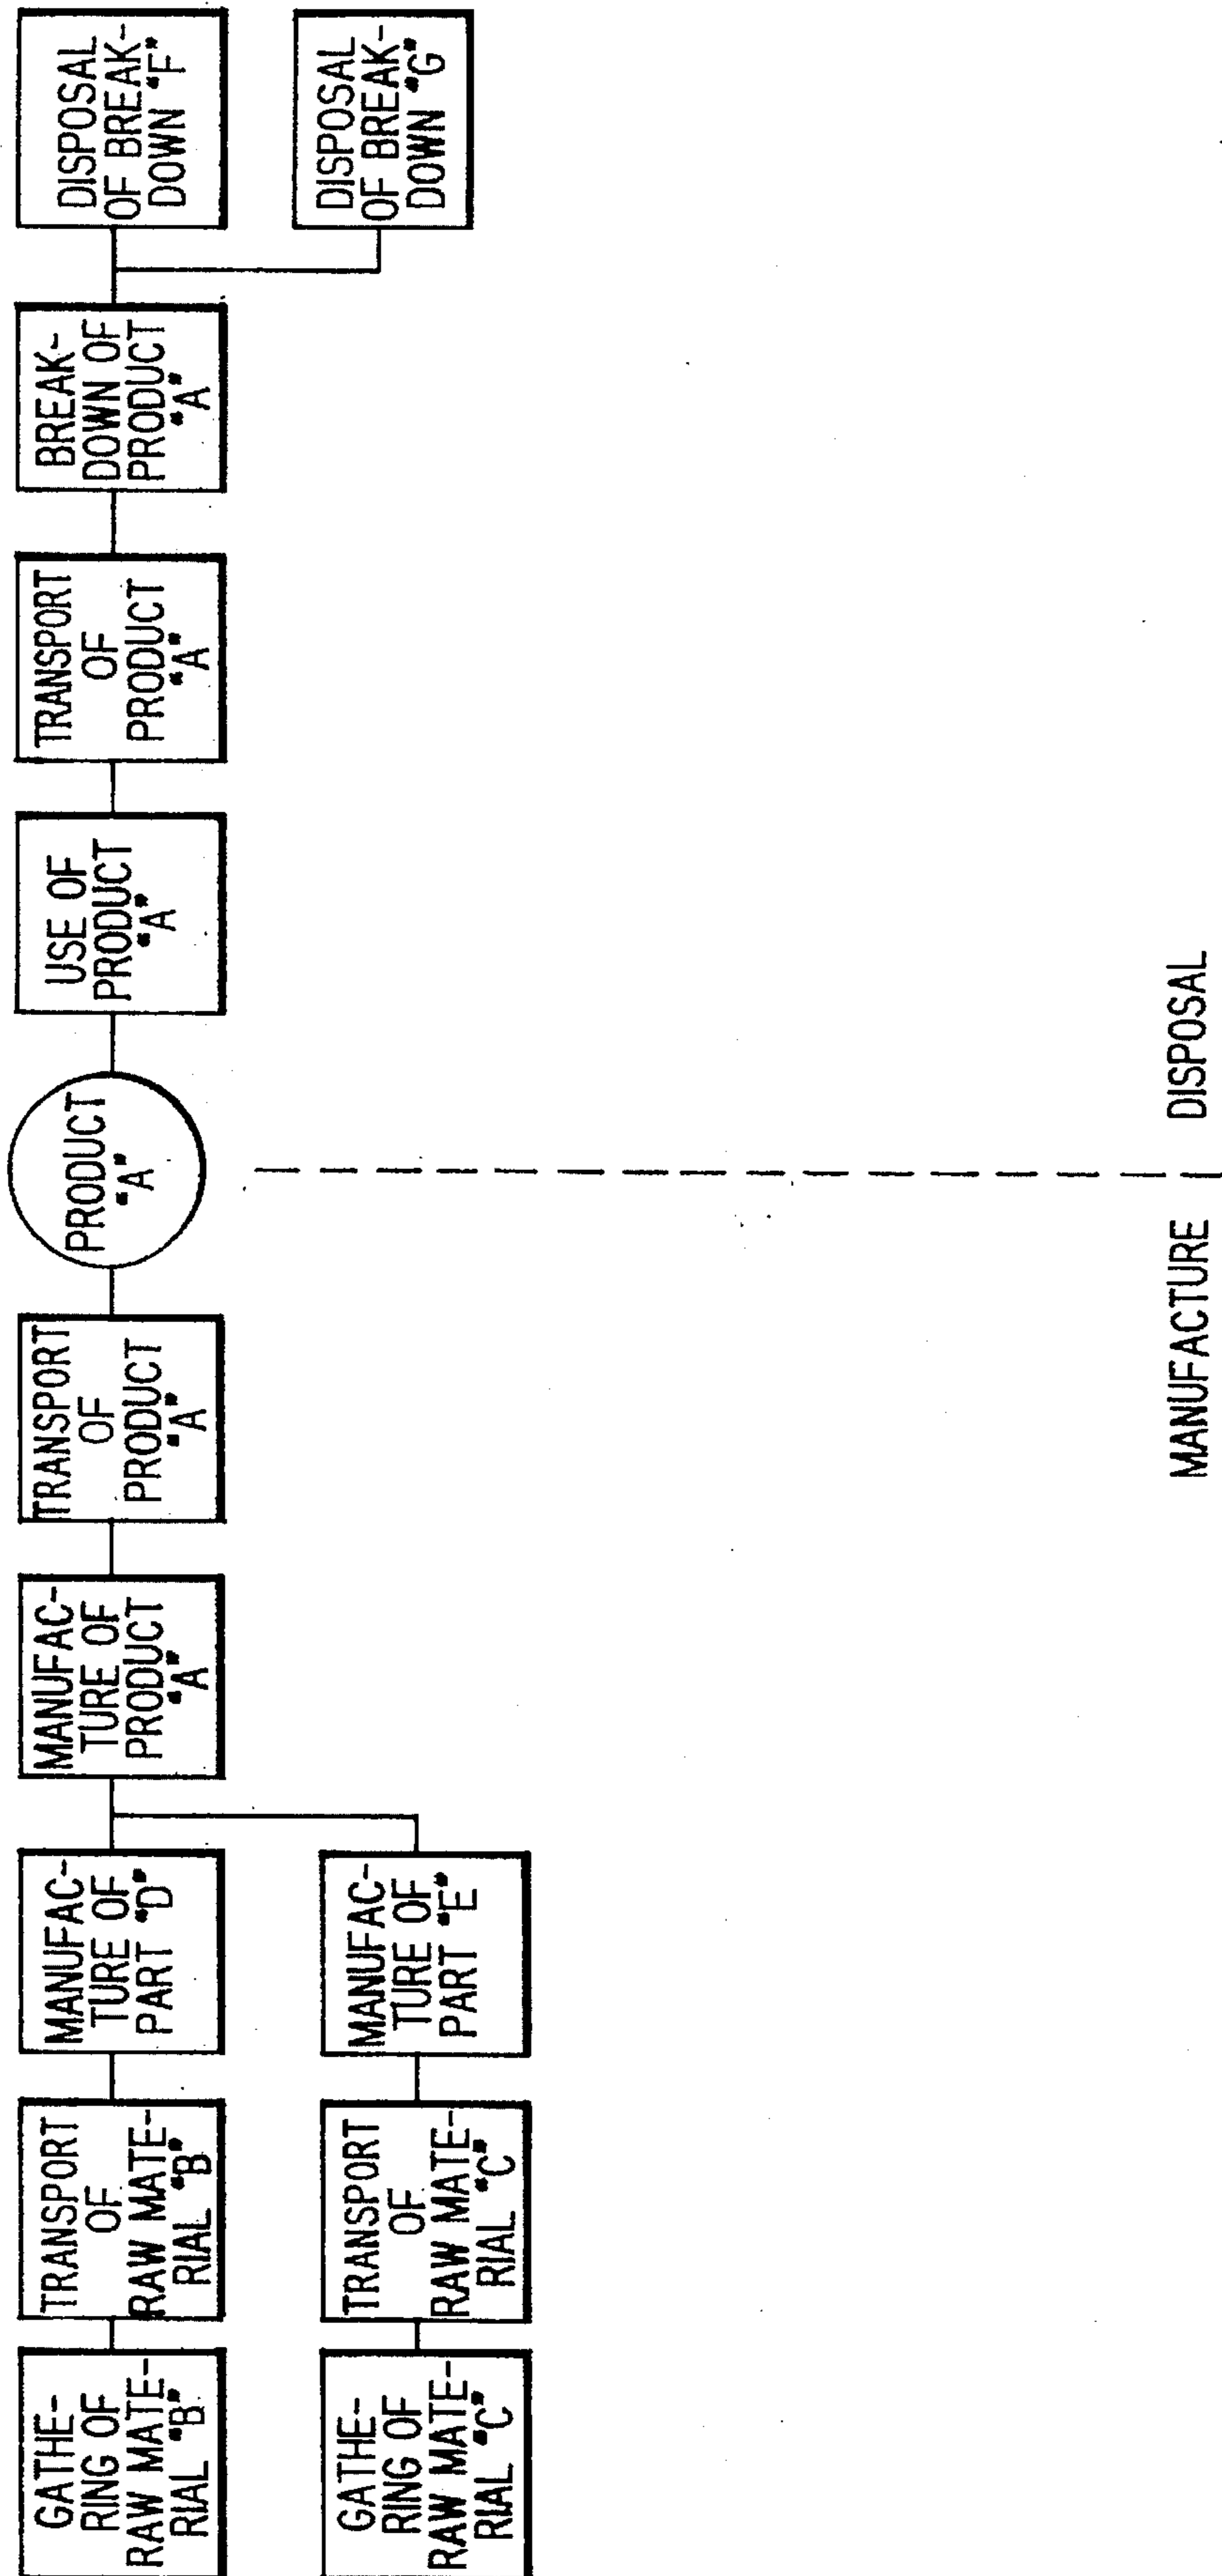 GATHE-
RING OF
RAW MATE-
RIAL "B"
TRANSPORT
OF
RAW MATE-
RIAL "B"
MANUFAC-
TURE OF
PART "D"
MANUFAC-
TURE OF
PRODUCT
"A"
TRANSPORT
OF
PRODUCT
"A"
PRODUCT
"A"
USE OF
PRODUCT
"A"
TRANSPORT
OF
PRODUCT
"A"
BREAK-
DOWN OF
PRODUCT
"A"
DISPOSAL
OF BREAK-
DOWN "F"
GATHE-
RING OF
RAW MATE-
RIAL "C"
TRANSPORT
OF
RAW MATE-
RIAL "C"
MANUFAC-
TURE OF
PART "E"
DISPOSAL
OF BREAK-
DOWN "G"
MANUFACTURE
DISPOSAL